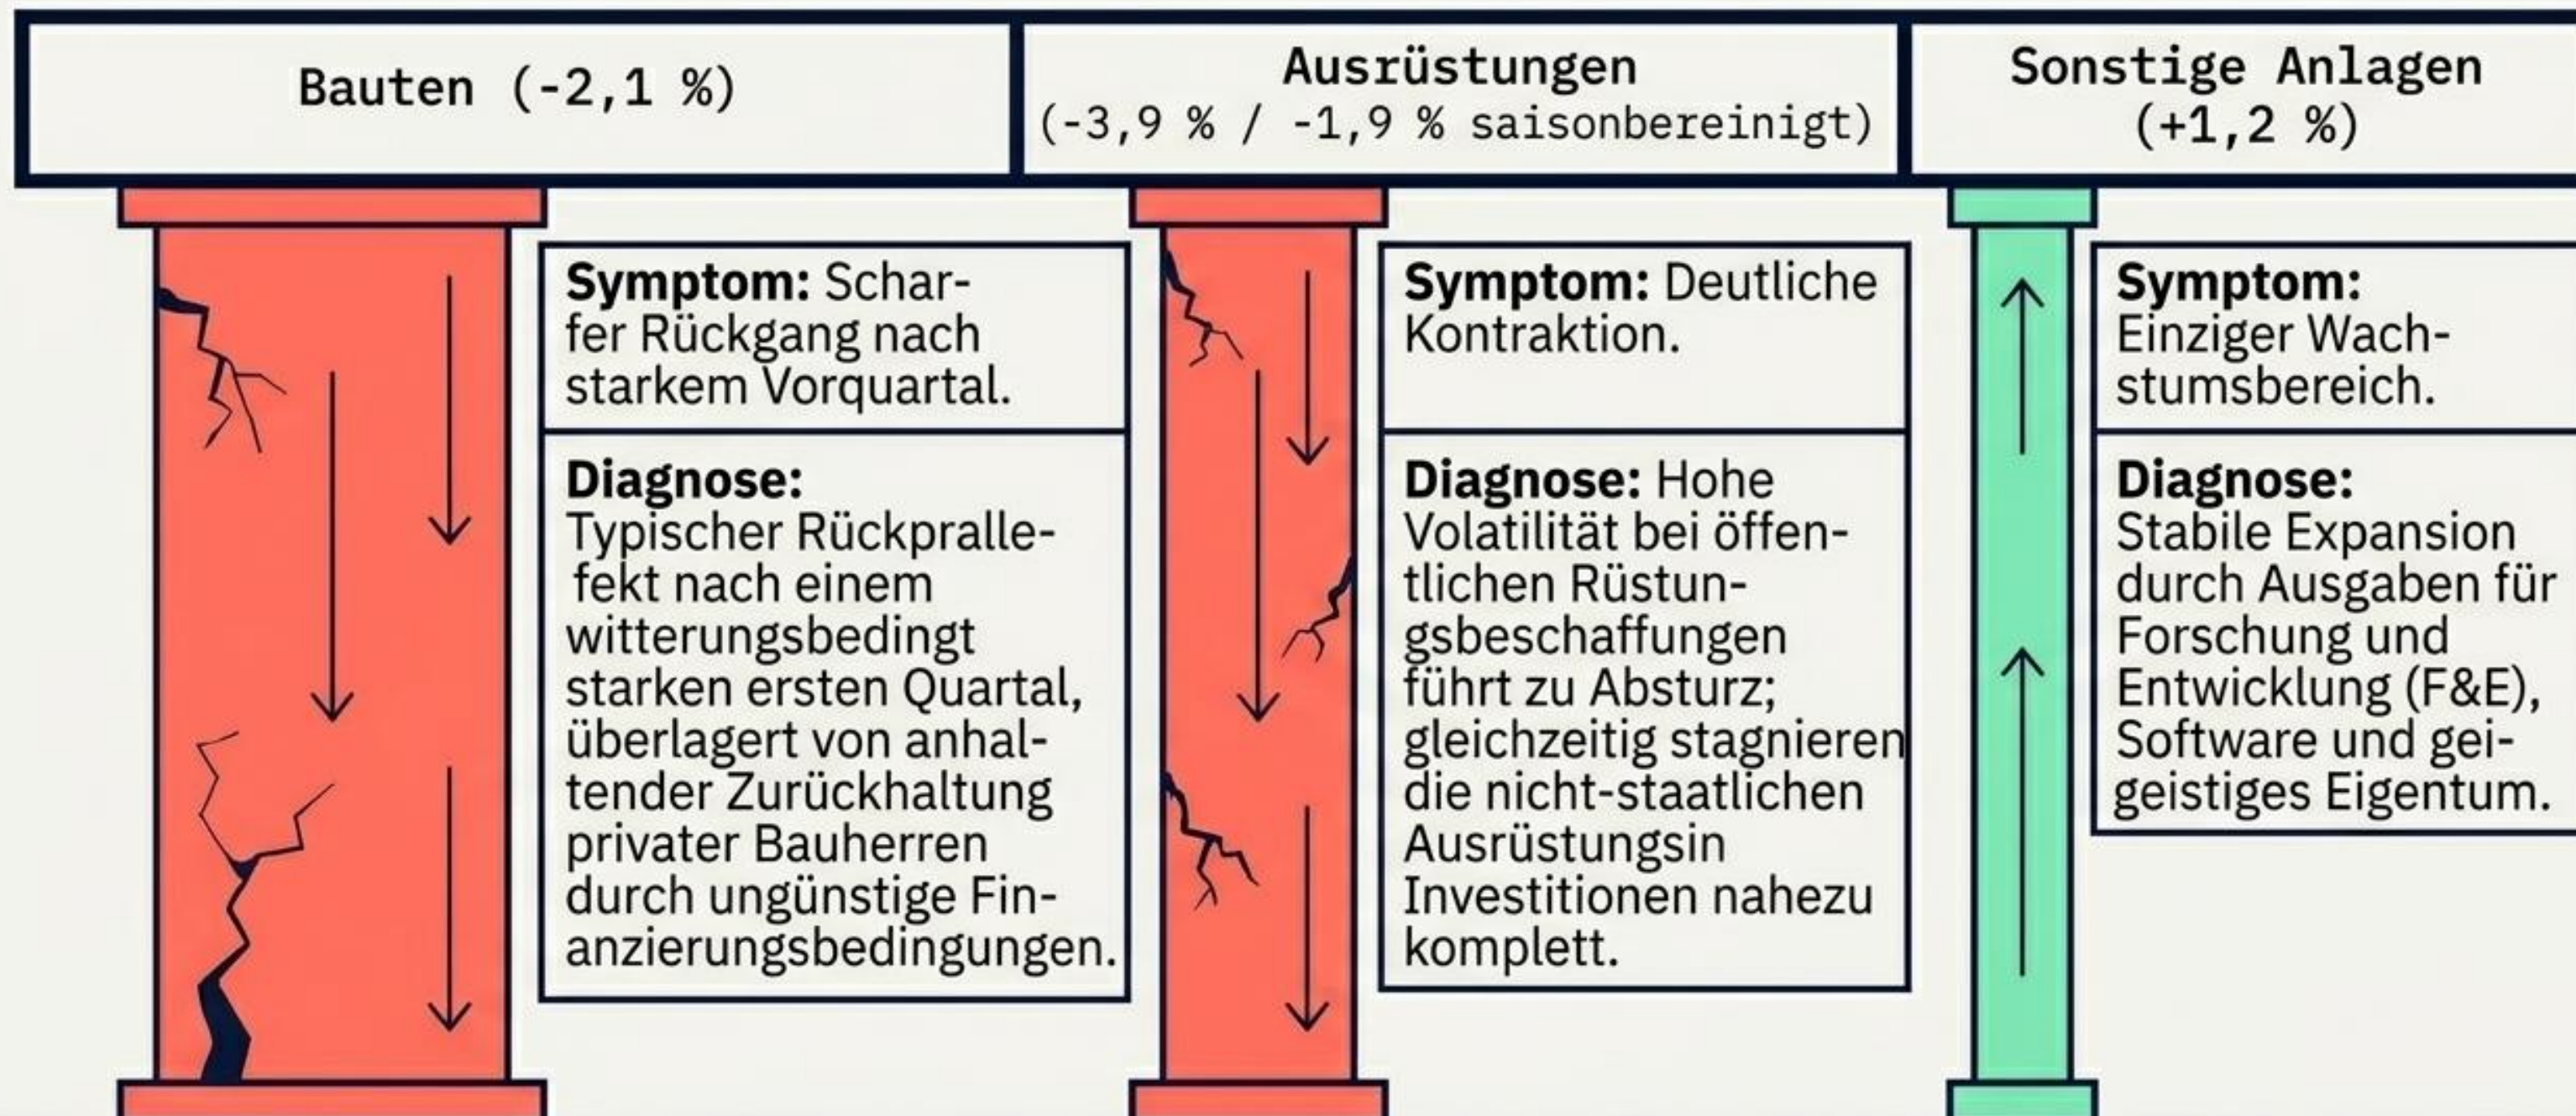 Bauten (-2,1 %)
Ausrüstungen
(-3,9 % / -1,9 % saisonbereinigt)
Sonstige Anlagen
(+1,2 %)
Symptom: Schar-
fer Rückgang nach
starkem Vorquartal.
Diagnose:
Typischer Rückpralle-
fekt nach einem
witterungsbedingt
starken ersten Quartal,
überlagert von anhal-
tender Zurückhaltung
privater Bauherren
durch ungünstige Fin-
anzierungsbedingungen.
Symptom: Deutliche
Kontraktion.
Diagnose: Hohe
Volatilität bei öffen-
tlichen Rüstun-
gsbeschaffungen
führt zu Absturz;
gleichzeitig stagnieren
die nicht-staatlichen
Ausrüstungsin
Investitionen nahezu
komplett.
Symptom:
Einziger Wach-
stumsbereich.
Diagnose:
Stabile Expansion
durch Ausgaben für
Forschung und
Entwicklung (F&E),
Software und gei-
geistiges Eigentum.